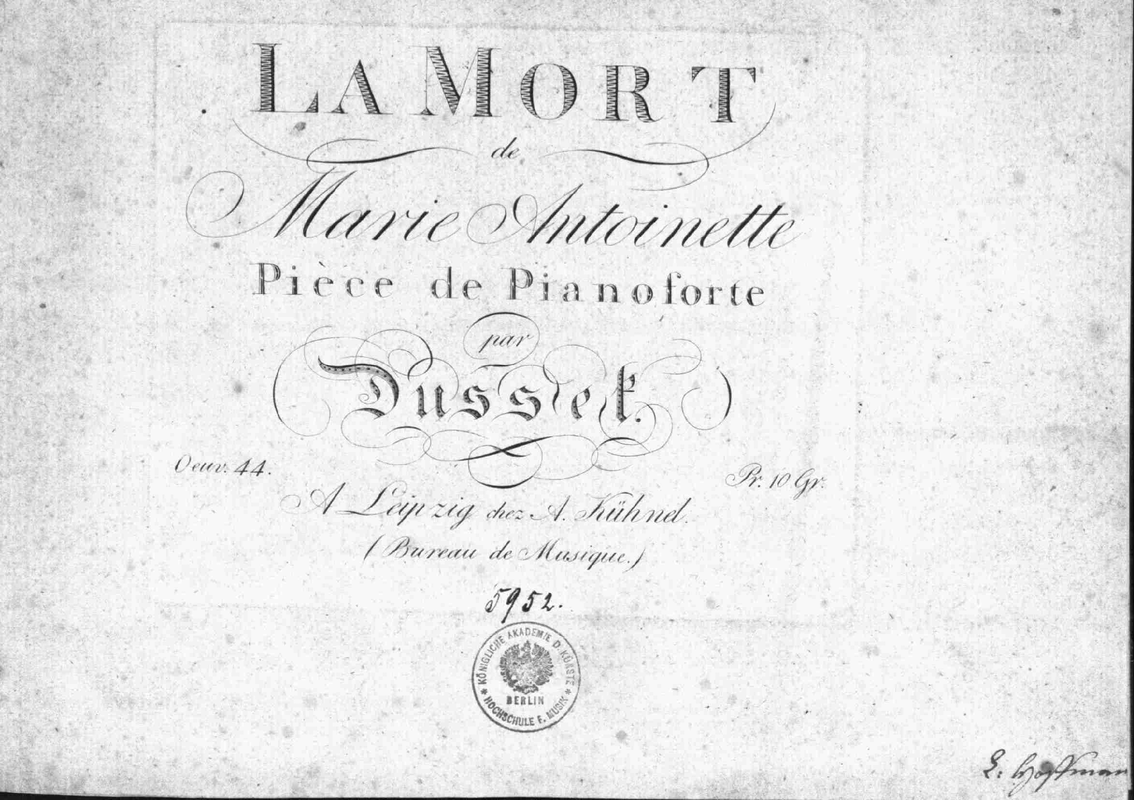 LA MORT
de
Marie Antoinette
Pièce de Pianoforte
par
Dussek.
Oeuv. 44.
Pr. 10 Gr.
A Leipzig chez A. Kühnel.
(Bureau de Musique.)
5952.
KÖNIGLICHE AKADEMIE D. KÜNSTE
BERLIN
* HOCHSCHULE F. MUSIK *